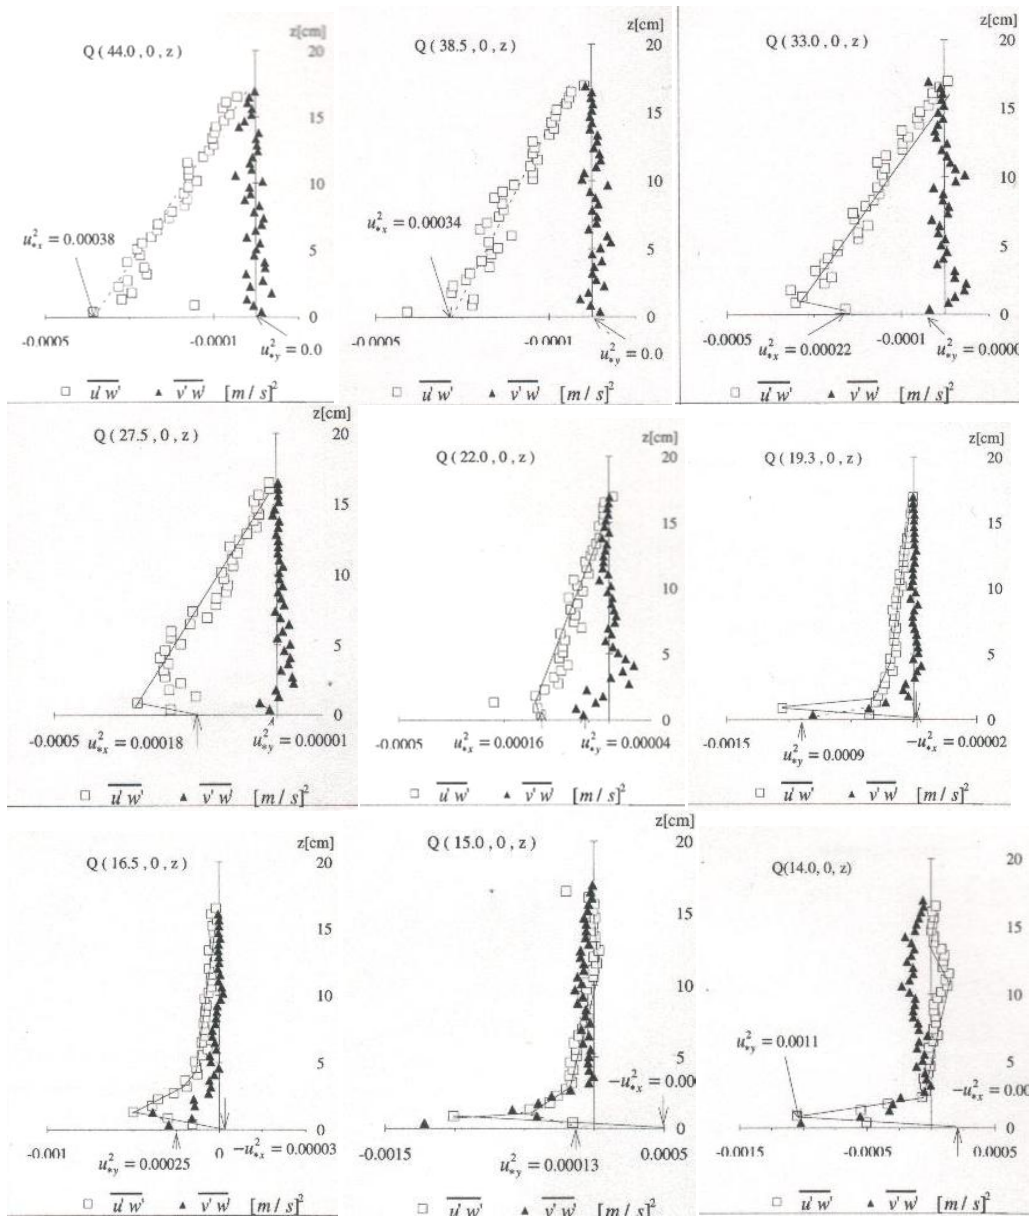 z[cm]
Q ( 44.0 , 0 , z )
20
15
10
5
0
u²*x = 0.00038
-0.0005
-0.0001
u²*y = 0.0
□ u'w' ▲ v'w' [m / s]²
z[cm]
Q ( 38.5 , 0 , z )
20
15
10
5
0
u²*x = 0.00034
-0.0005
-0.0001
u²*y = 0.0
□ u'w' ▲ v'w' [m / s]²
z[cm]
Q ( 33.0 , 0 , z )
20
15
10
5
0
-0.0005
-0.0001
u²*x = 0.00022
□ u'w' ▲ v'w' [m / s]²
z[cm]
Q ( 27.5 , 0 , z )
20
15
10
5
0
-0.0005
u²*x = 0.00018
u²*y = 0.00001
□ u'w' ▲ v'w' [m / s]²
z[cm]
Q ( 22.0 , 0 , z )
20
15
10
5
0
-0.0005
u²*x = 0.00016
u²*y = 0.00004
□ u'w' ▲ v'w' [m / s]²
z[cm]
Q ( 19.3 , 0 , z )
20
15
10
5
0
-0.0015
u²*y = 0.0009
-u²*x = 0.00002
□ u'w' ▲ v'w' [m / s]²
z[cm]
Q ( 16.5 , 0 , z )
20
15
10
5
0
-0.001
0
u²*y = 0.00025
-u²*x = 0.00003
□ u'w' ▲ v'w' [m / s]²
z[cm]
Q ( 15.0 , 0 , z )
20
15
10
5
0
-u²*x = 0.00
-0.0015
0.0005
u²*y = 0.00013
□ u'w' ▲ v'w' [m / s]²
z[cm]
Q(14.0, 0, z)
20
15
10
5
0
u²*y = 0.0011
-u²*x = 0.00
-0.0015
-0.0005
0.0005
□ u'w' ▲ v'w' [m / s]²